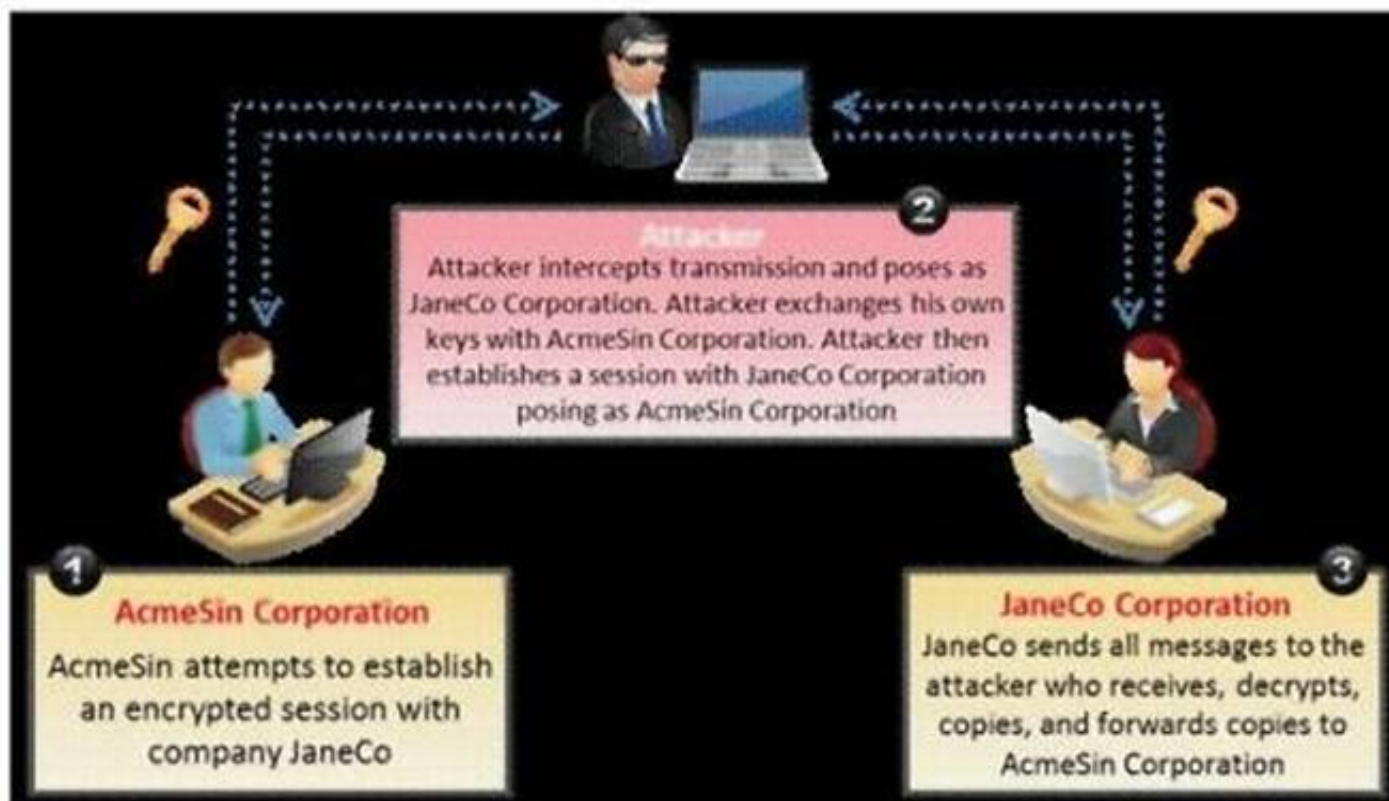 1
AcmeSin Corporation
AcmeSin attempts to establish
an encrypted session with
company JaneCo
2
Attacker
Attacker intercepts transmission and poses as
JaneCo Corporation. Attacker exchanges his own
keys with AcmeSin Corporation. Attacker then
establishes a session with JaneCo Corporation
posing as AcmeSin Corporation
3
JaneCo Corporation
JaneCo sends all messages to the
attacker who receives, decrypts,
copies, and forwards copies to
AcmeSin Corporation